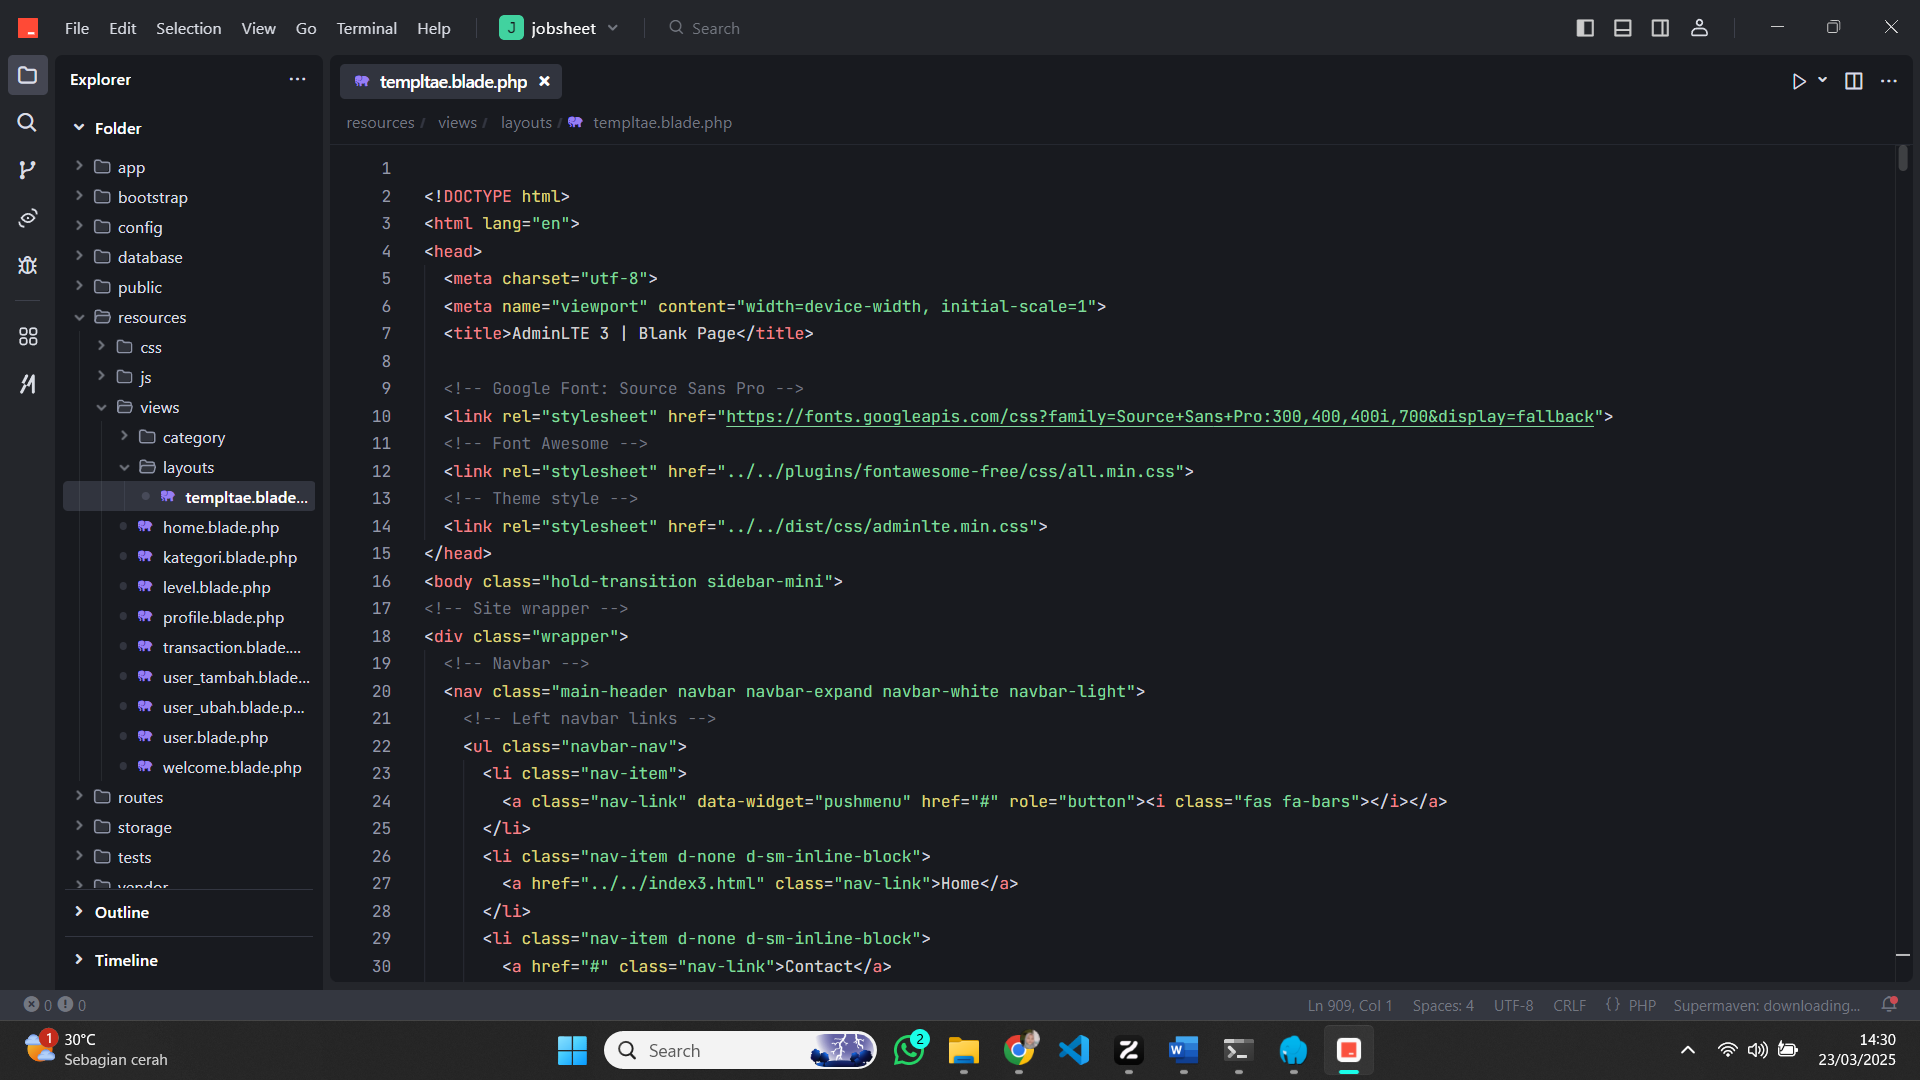 File Edit Selection View Go Terminal Help J jobsheet Search
Explorer
Folder
app
bootstrap
config
database
public
resources
css
js
views
category
layouts
templtae.blade...
home.blade.php
kategori.blade.php
level.blade.php
profile.blade.php
transaction.blade....
user_tambah.blade...
user_ubah.blade.p...
user.blade.php
welcome.blade.php
routes
storage
tests
vendor
Outline
Timeline
templtae.blade.php
resources / views / layouts / templtae.blade.php
1
2 <!DOCTYPE html>
3 <html lang="en">
4 <head>
5 <meta charset="utf-8">
6 <meta name="viewport" content="width=device-width, initial-scale=1">
7 <title>AdminLTE 3 | Blank Page</title>
8
9 <!-- Google Font: Source Sans Pro -->
10 <link rel="stylesheet" href="https://fonts.googleapis.com/css?family=Source+Sans+Pro:300,400,400i,700&display=fallback">
11 <!-- Font Awesome -->
12 <link rel="stylesheet" href="../../plugins/fontawesome-free/css/all.min.css">
13 <!-- Theme style -->
14 <link rel="stylesheet" href="../../dist/css/adminlte.min.css">
15 </head>
16 <body class="hold-transition sidebar-mini">
17 <!-- Site wrapper -->
18 <div class="wrapper">
19 <!-- Navbar -->
20 <nav class="main-header navbar navbar-expand navbar-white navbar-light">
21 <!-- Left navbar links -->
22 <ul class="navbar-nav">
23 <li class="nav-item">
24 <a class="nav-link" data-widget="pushmenu" href="#" role="button"><i class="fas fa-bars"></i></a>
25 </li>
26 <li class="nav-item d-none d-sm-inline-block">
27 <a href="../../index3.html" class="nav-link">Home</a>
28 </li>
29 <li class="nav-item d-none d-sm-inline-block">
30 <a href="#" class="nav-link">Contact</a>
0 0 Ln 909, Col 1 Spaces: 4 UTF-8 CRLF {} PHP Supermaven: downloading...
1 30°C
Sebagian cerah
Search
2
14:30
23/03/2025